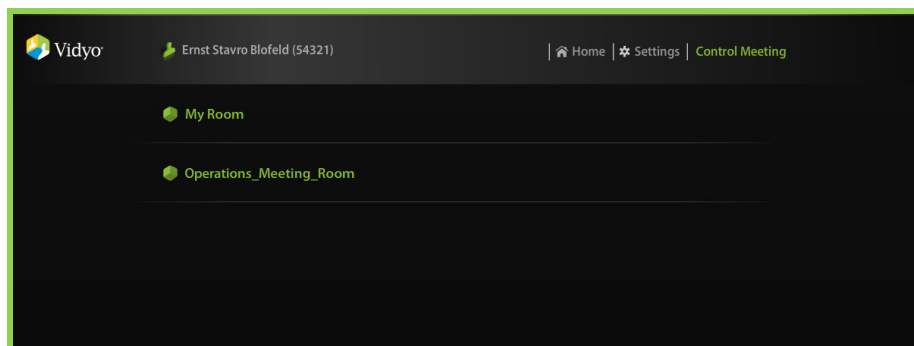 Vidyo
Ernst Stavro Blofeld (54321)
Home Settings Control Meeting
My Room
Operations_Meeting_Room